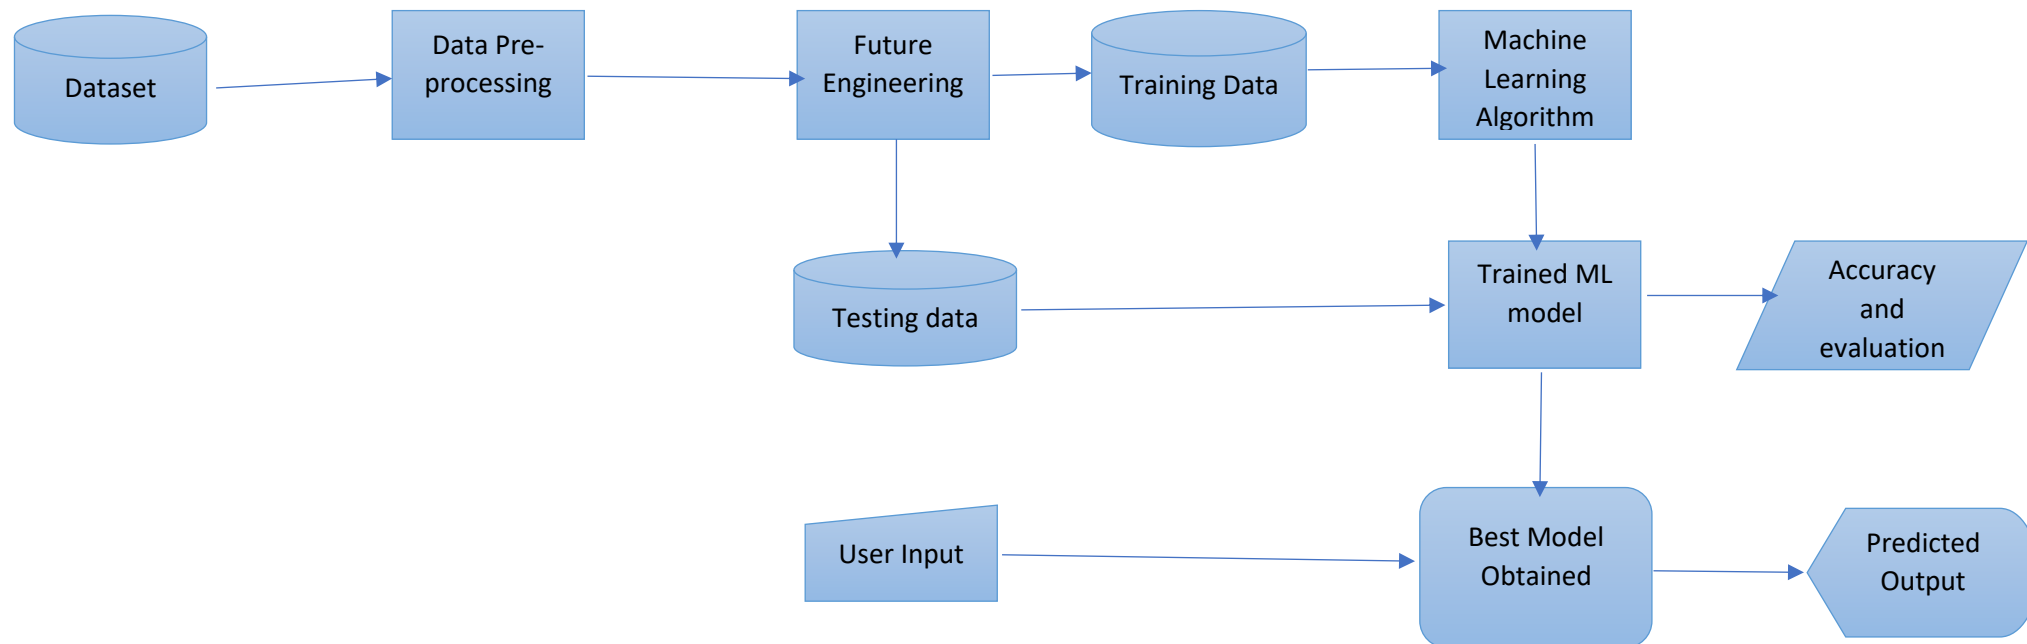 Dataset
Data Pre-
processing
Future
Engineering
Training Data
Machine
Learning
Algorithm
Testing data
Trained ML
model
Accuracy
and
evaluation
User Input
Best Model
Obtained
Predicted
Output